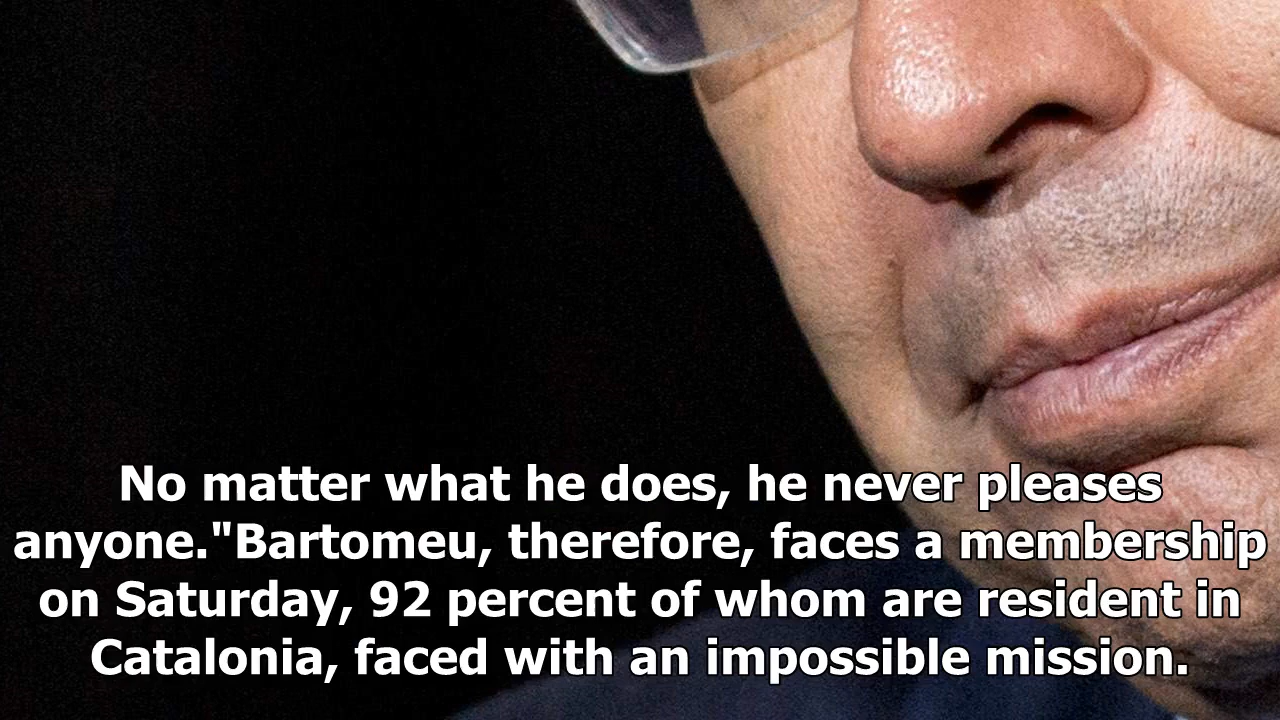 No matter what he does, he never pleases
anyone."Bartomeu, therefore, faces a membership
on Saturday, 92 percent of whom are resident in
Catalonia, faced with an impossible mission.